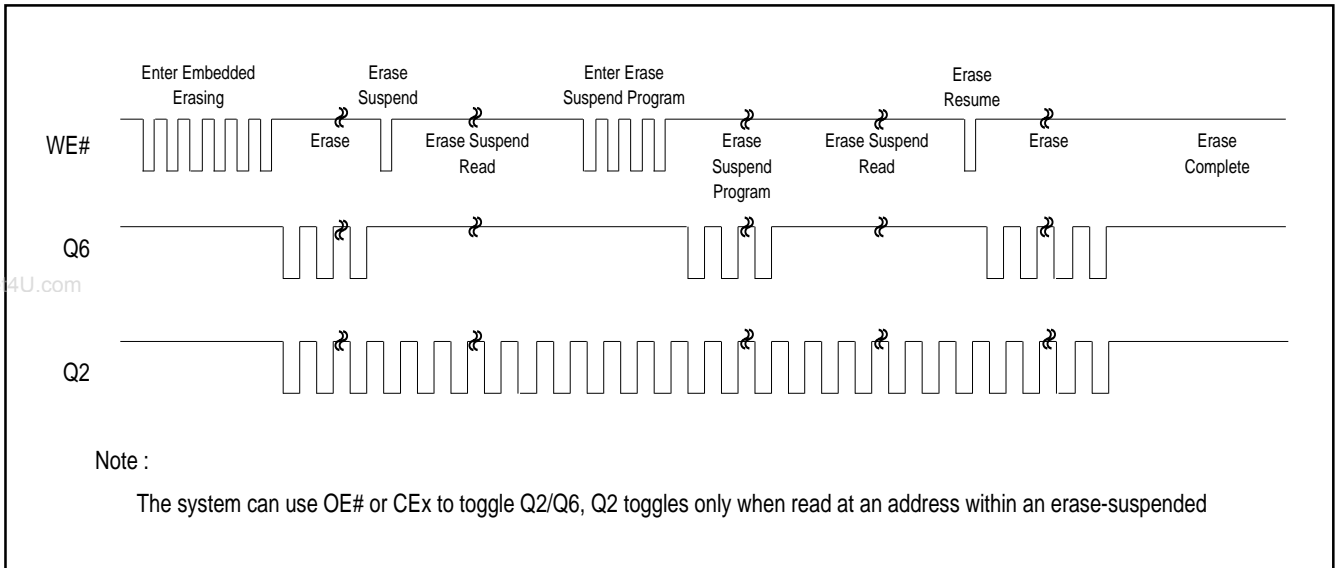 Enter Embedded
Erasing
Erase
Suspend
Enter Erase
Suspend Program
Erase
Resume
WE#
Erase
Erase Suspend
Read
Erase
Suspend
Program
Erase Suspend
Read
Erase
Erase
Complete
Q6
t4U.com
Q2
Note :
The system can use OE# or CEx to toggle Q2/Q6, Q2 toggles only when read at an address within an erase-suspended